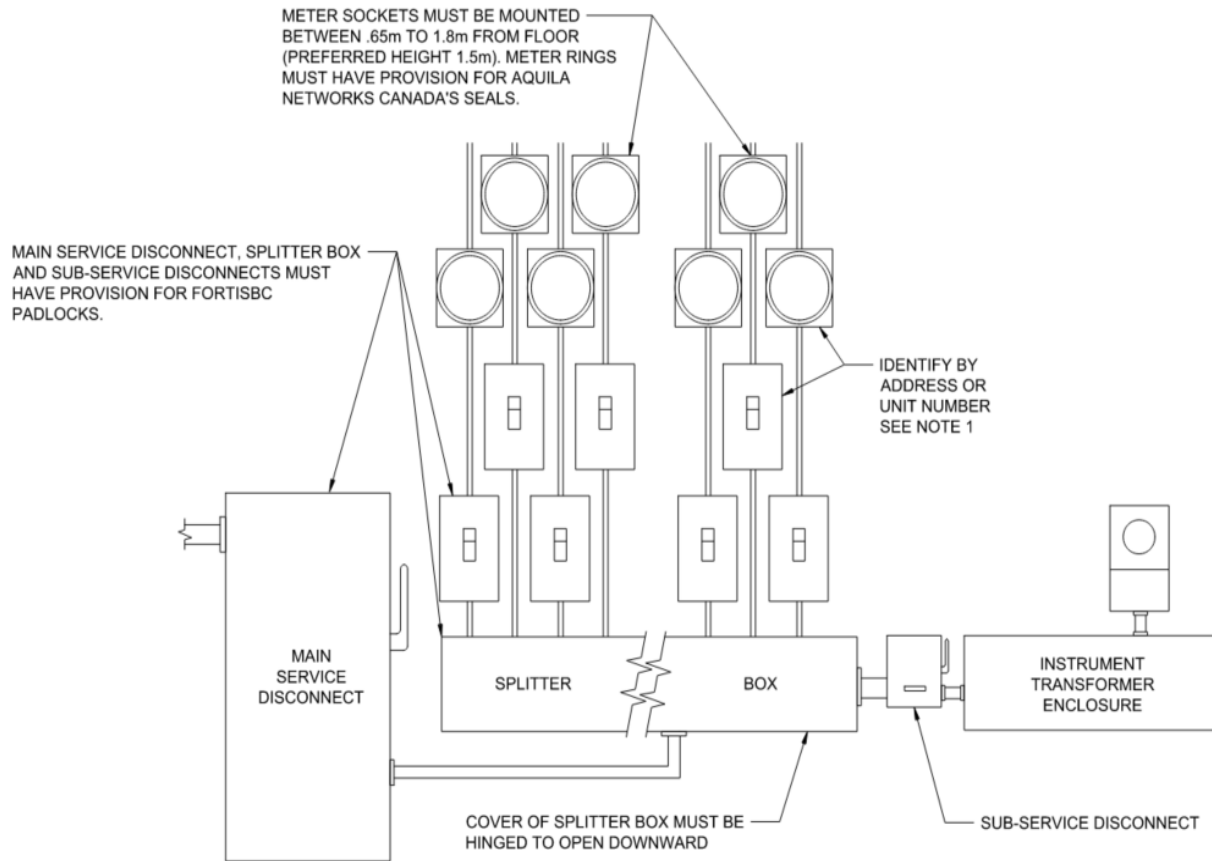 METER SOCKETS MUST BE MOUNTED
BETWEEN .65m TO 1.8m FROM FLOOR
(PREFERRED HEIGHT 1.5m). METER RINGS
MUST HAVE PROVISION FOR AQUILA
NETWORKS CANADA'S SEALS.
MAIN SERVICE DISCONNECT, SPLITTER BOX
AND SUB-SERVICE DISCONNECTS MUST
HAVE PROVISION FOR FORTISBC
PADLOCKS.
IDENTIFY BY
ADDRESS OR
UNIT NUMBER
SEE NOTE 1
MAIN
SERVICE
DISCONNECT
SPLITTER BOX
INSTRUMENT
TRANSFORMER
ENCLOSURE
COVER OF SPLITTER BOX MUST BE
HINGED TO OPEN DOWNWARD
SUB-SERVICE DISCONNECT